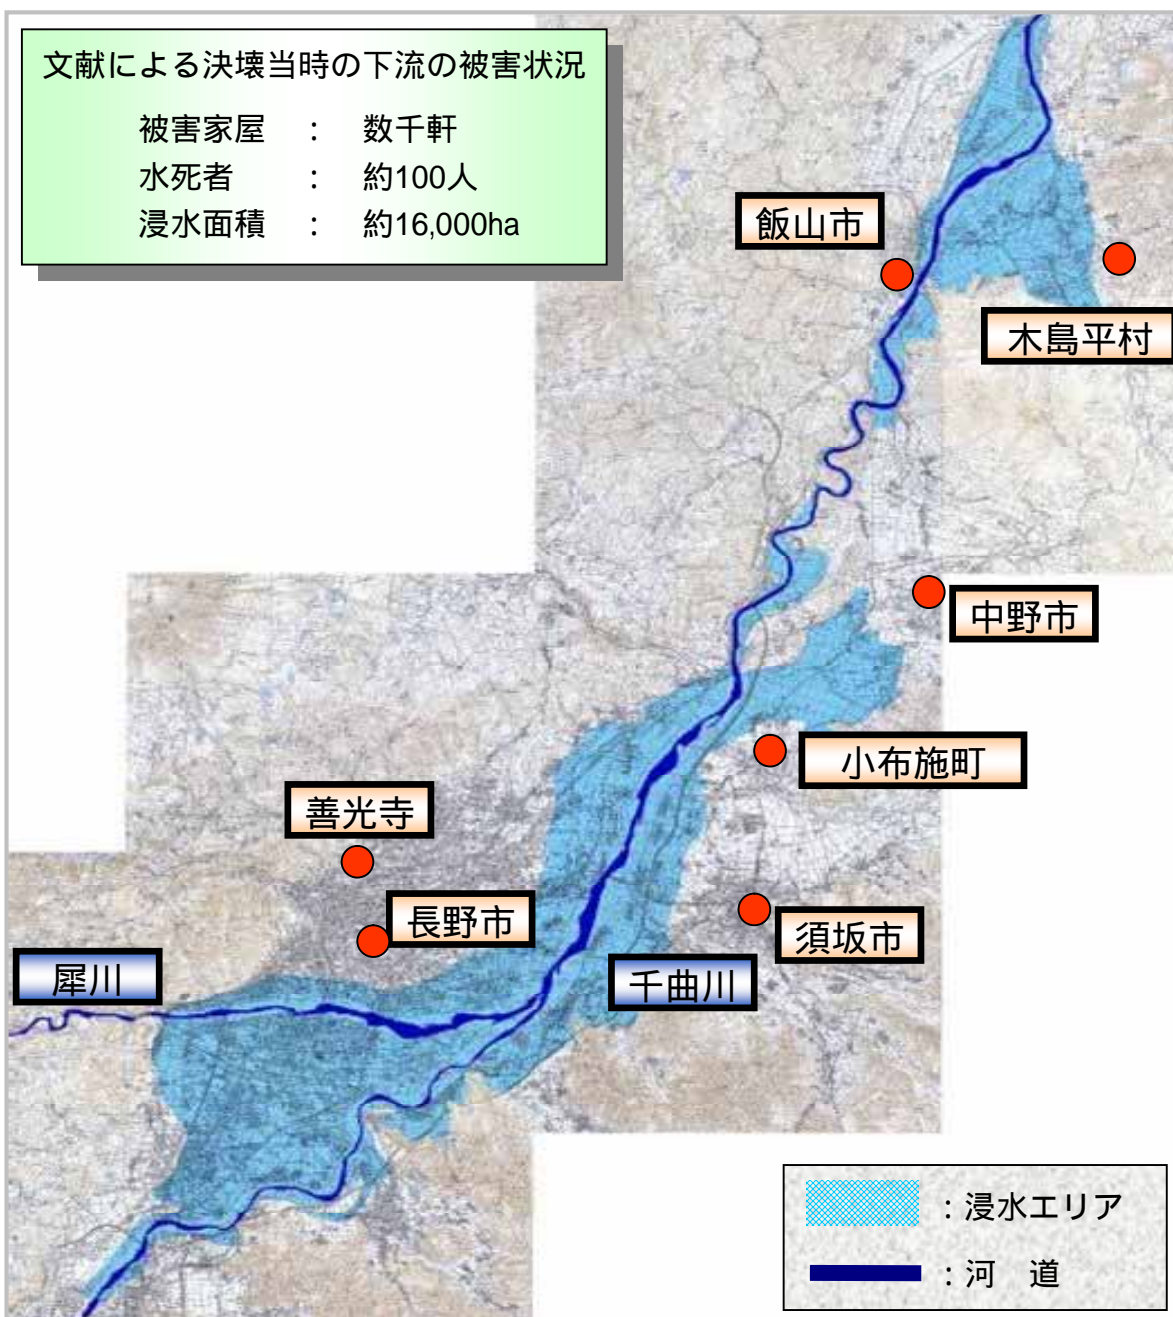 文献による決壊当時の下流の被害状況
被害家屋 ： 数千軒
水死者 ： 約100人
浸水面積 ： 約16,000ha
飯山市
木島平村
中野市
小布施町
善光寺
長野市
須坂市
犀川
千曲川
：浸水エリア
：河　道